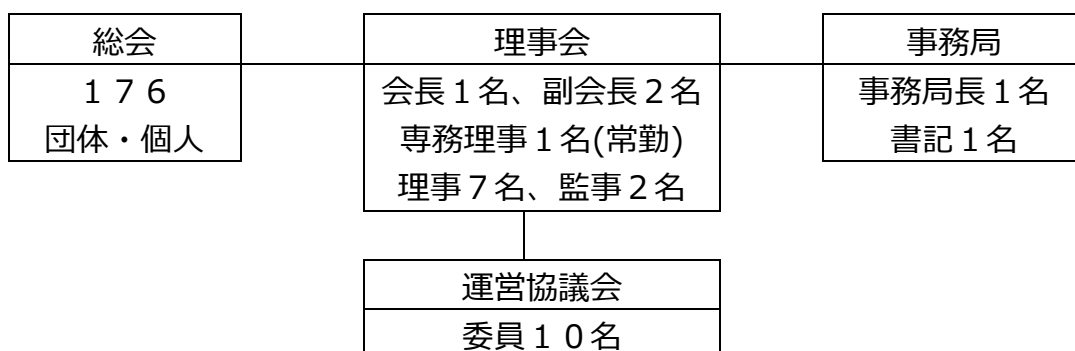 総会
１７６
団体・個人
理事会
会長１名、副会長２名
専務理事１名(常勤)
理事７名、監事２名
事務局
事務局長１名
書記１名
運営協議会
委員１０名